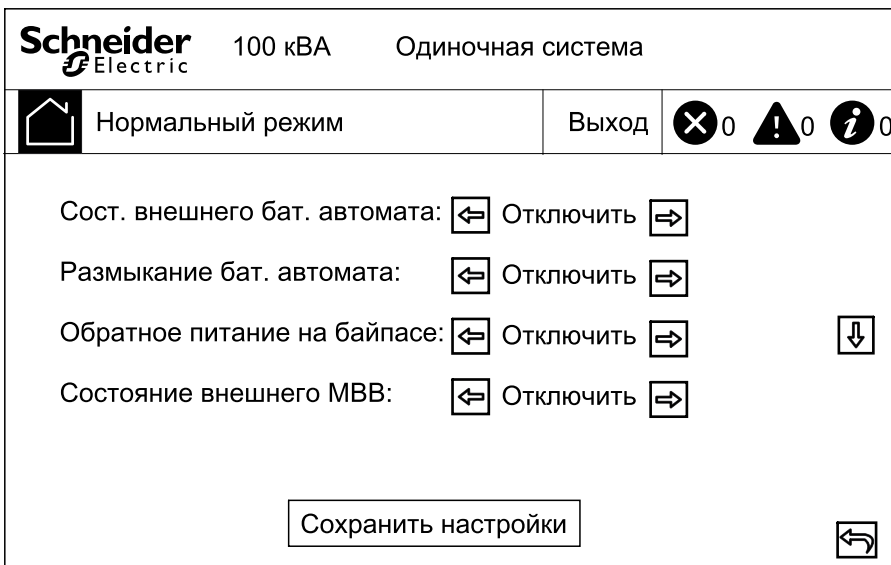 Schneider Electric 100 кВА Одиночная система
Нормальный режим Выход 0 0 0
Сост. внешнего бат. автомата: Отключить
Размыкание бат. автомата: Отключить
Обратное питание на байпасе: Отключить
Состояние внешнего MBB: Отключить
Сохранить настройки